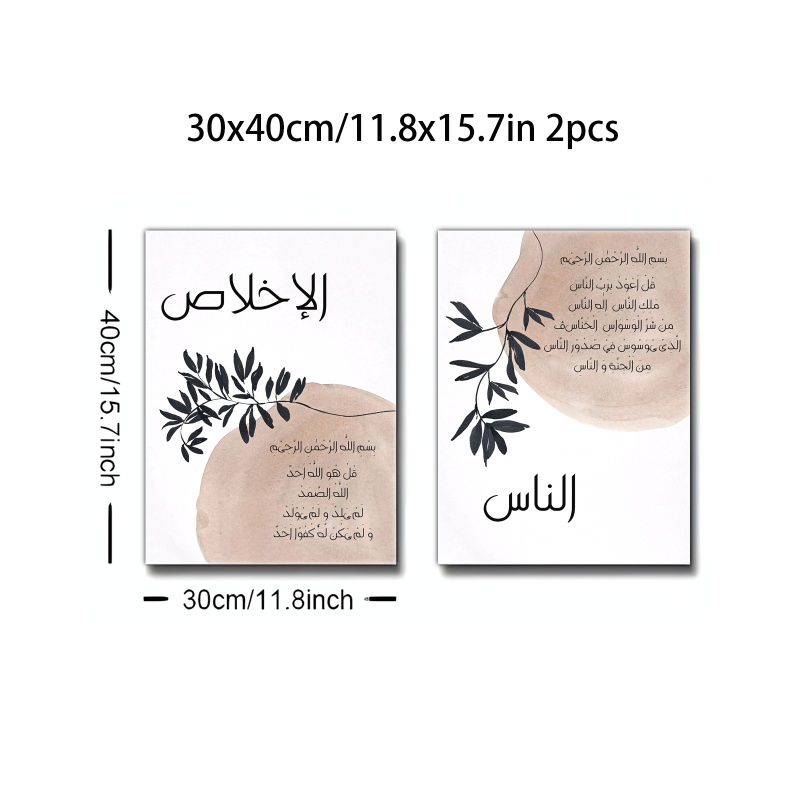 30x40cm/11.8x15.7in 2pcs
40cm/15.7inch
الإخلاص
بسم الله الرحمن الرحيم
قل هو الله احد
الله الصمد
لم يلد و لم يولد
و لم يكن له كفوا احد
30cm/11.8inch
بسم الله الرحمن الرحيم
قل اعوذ برب الناس
ملك الناس اله الناس
من شر الوسواس الخناس
الذي يوسوس في صدور الناس
من الجنة و الناس
الناس